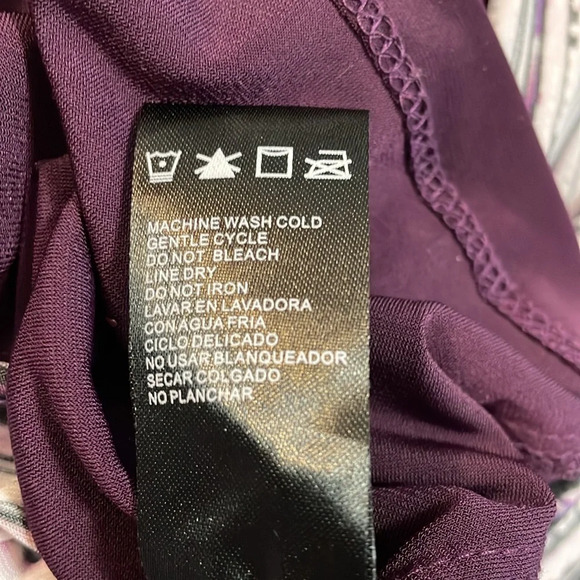 MACHINE WASH COLD
GENTLE CYCLE
DO NOT BLEACH
LINE DRY
DO NOT IRON
LAVAR EN LAVADORA
CON AGUA FRIA
CICLO DELICADO
NO USAR BLANQUEADOR
SECAR COLGADO
NO PLANCHAR